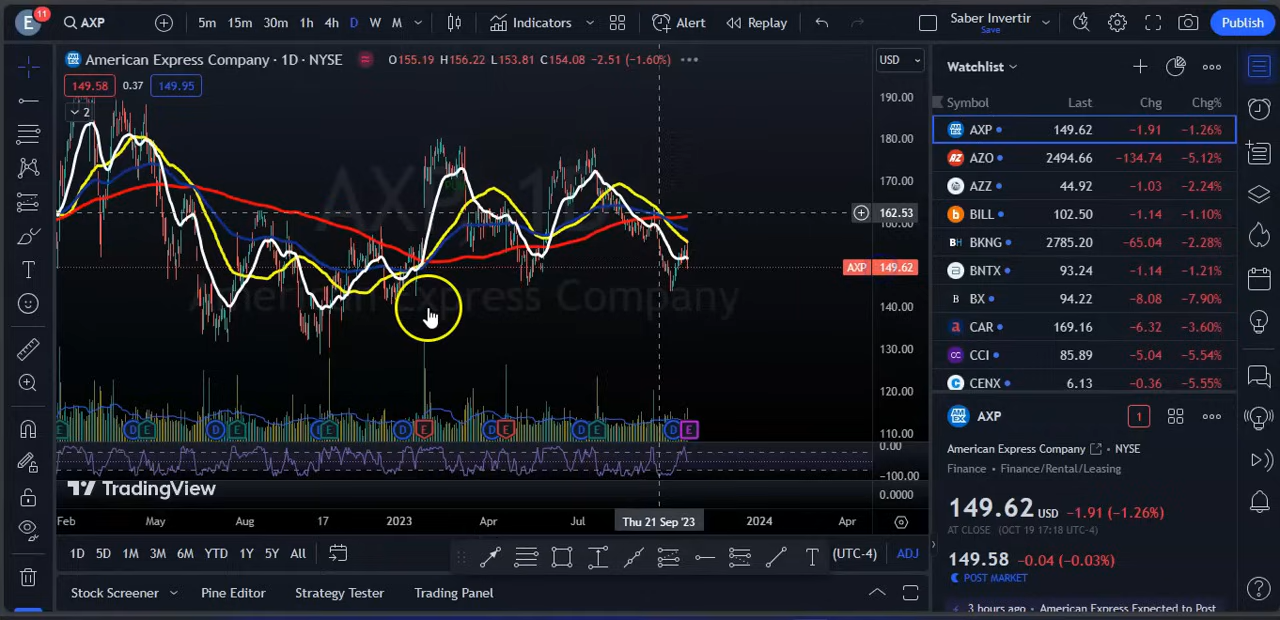 E 11 AXP 5m 15m 30m 1h 4h D W M Indicators Alert Replay Saber Invertir Save Publish
American Express Company · 1D · NYSE O155.19 H156.22 L153.81 C154.08 −2.51 (−1.60%) USD
149.58 0.37 149.95
2
AXP, 1D
American Express Company
190.00
180.00
170.00
162.53
AXP 149.62
140.00
130.00
120.00
110.00
D E D E D E D E D E D E D E
0.00
−100.00
0.0000
TradingView
Feb May Aug 17 2023 Apr Jul Thu 21 Sep '23 2024 Apr
1D 5D 1M 3M 6M YTD 1Y 5Y All (UTC-4) ADJ
Stock Screener Pine Editor Strategy Tester Trading Panel
Watchlist
Symbol Last Chg Chg%
AXP 149.62 −1.91 −1.26%
AZO 2494.66 −134.74 −5.12%
AZZ 44.92 −1.03 −2.24%
BILL 102.50 −1.14 −1.10%
BKNG 2785.20 −65.04 −2.28%
BNTX 93.24 −1.14 −1.21%
BX 94.22 −8.08 −7.90%
CAR 169.16 −6.32 −3.60%
CCI 85.89 −5.04 −5.54%
CENX 6.13 −0.36 −5.55%
AXP 1
American Express Company · NYSE
Finance · Finance/Rental/Leasing
149.62 USD −1.91 (−1.26%)
AT CLOSE (OCT 19 17:18 UTC-4)
149.58 −0.04 (−0.03%)
POST MARKET
3 hours ago · American Express Expected to Post